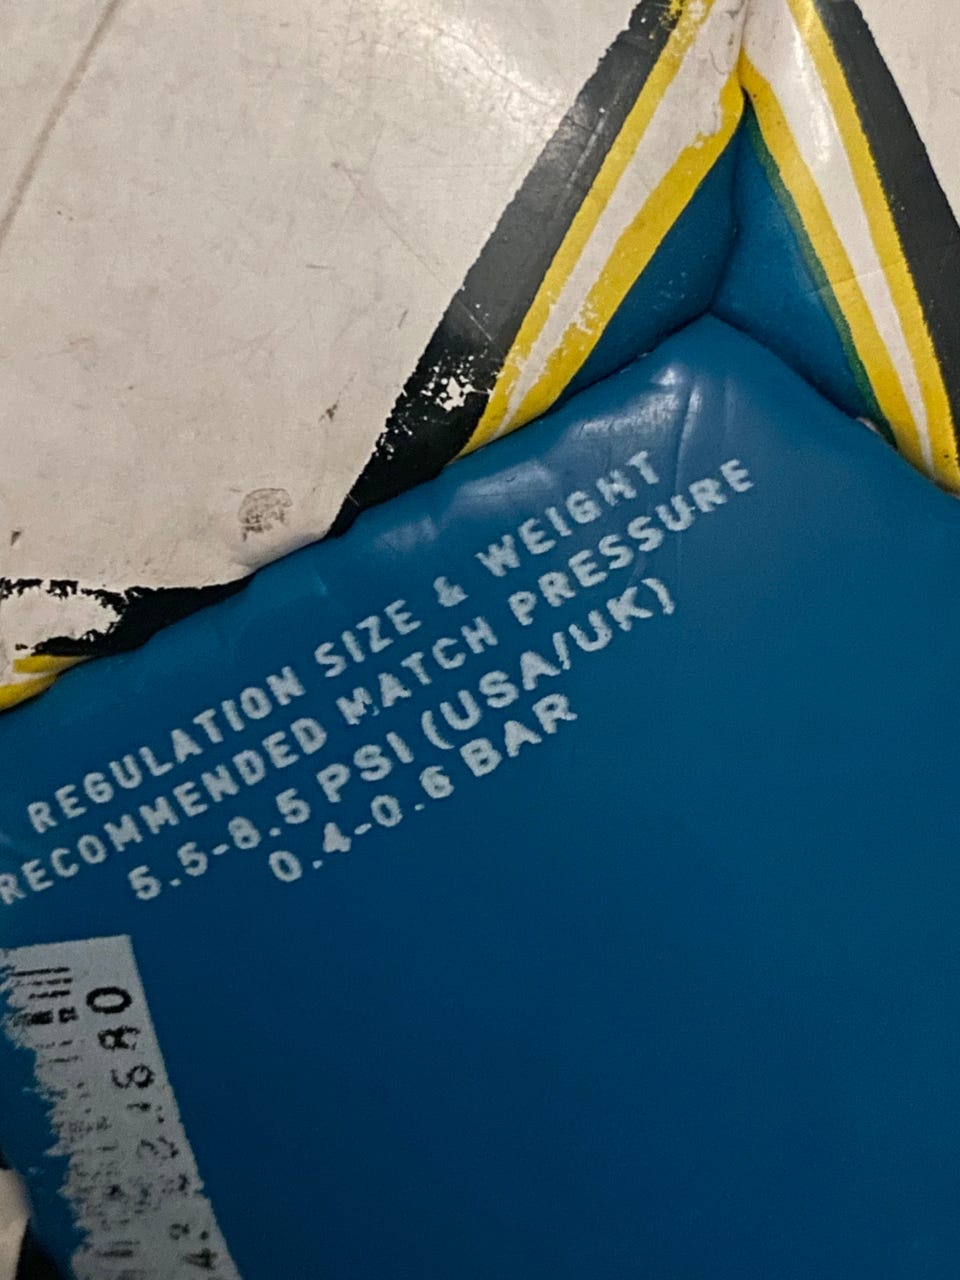 REGULATION SIZE & WEIGHT
RECOMMENDED MATCH PRESSURE
5.5-8.5 PSI (USA/UK)
0.4-0.6 BAR